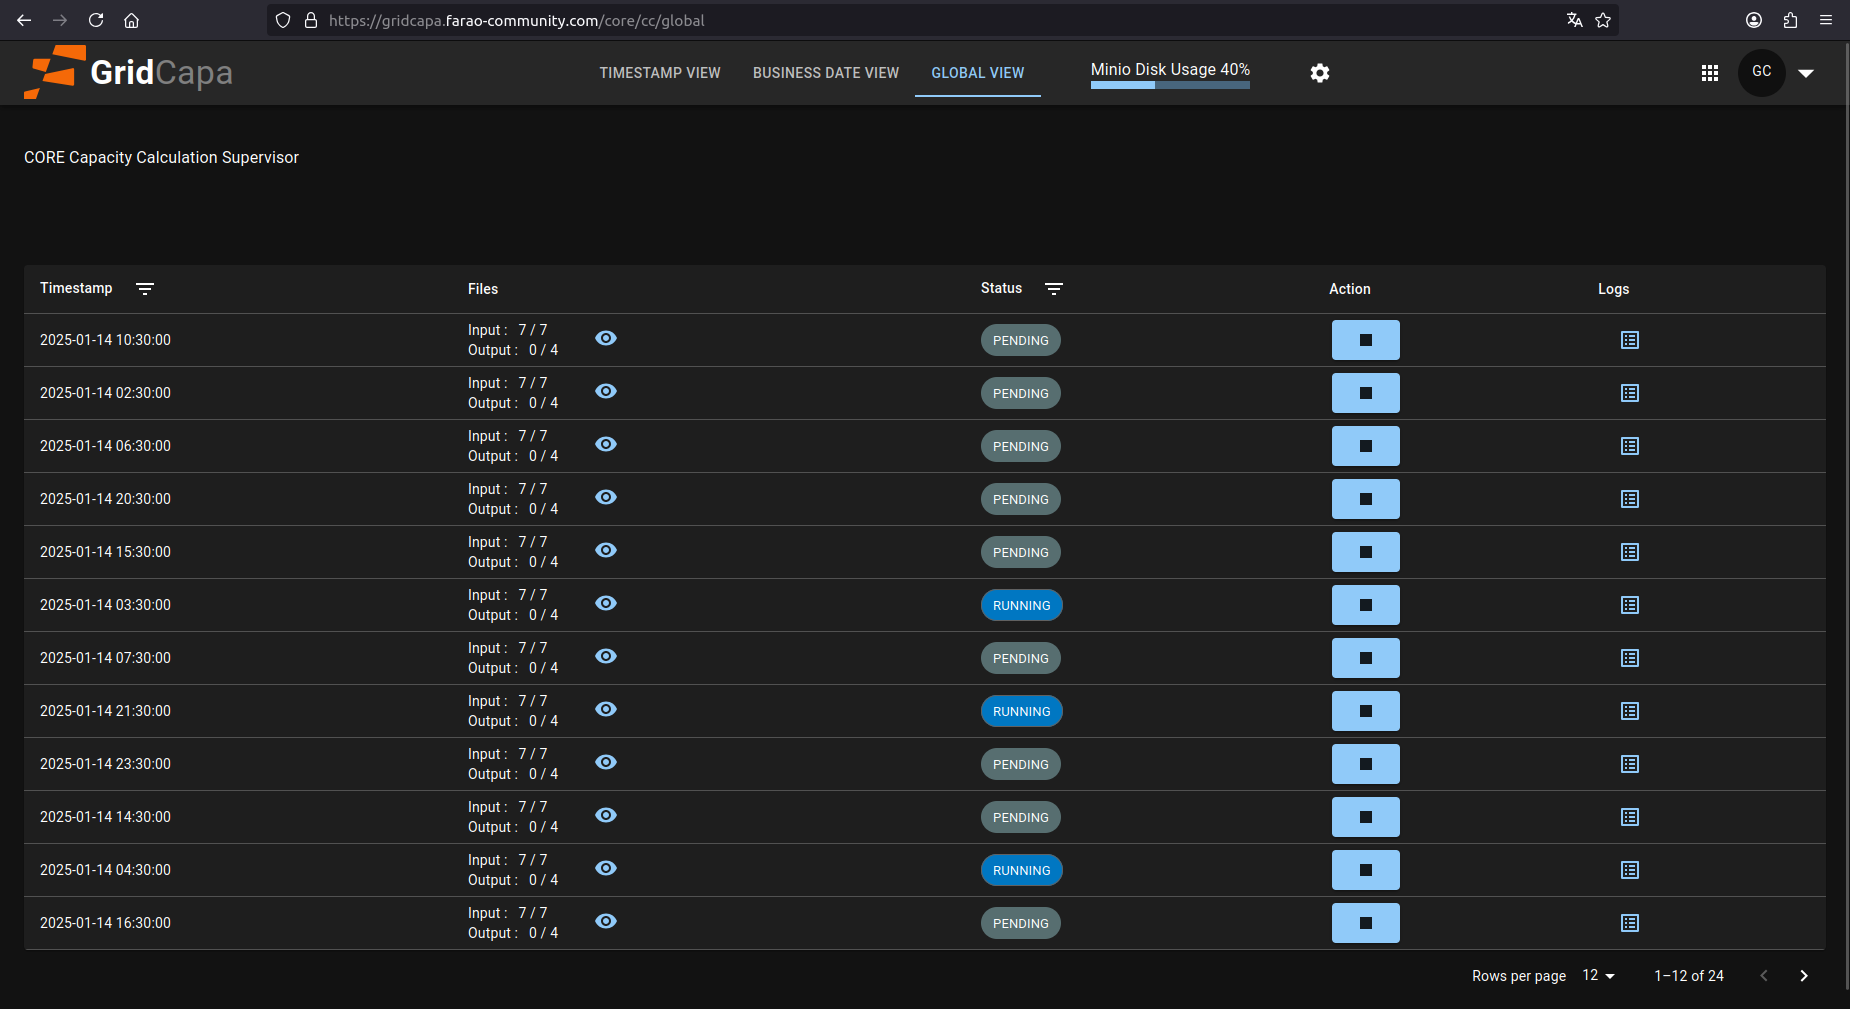 https://gridcapa.farao-community.com/core/cc/global
GridCapa
TIMESTAMP VIEW BUSINESS DATE VIEW GLOBAL VIEW Minio Disk Usage 40% GC
CORE Capacity Calculation Supervisor
Timestamp Files Status Action Logs
2025-01-14 10:30:00 Input : 7 / 7 PENDING
Output : 0 / 4
2025-01-14 02:30:00 Input : 7 / 7 PENDING
Output : 0 / 4
2025-01-14 06:30:00 Input : 7 / 7 PENDING
Output : 0 / 4
2025-01-14 20:30:00 Input : 7 / 7 PENDING
Output : 0 / 4
2025-01-14 15:30:00 Input : 7 / 7 PENDING
Output : 0 / 4
2025-01-14 03:30:00 Input : 7 / 7 RUNNING
Output : 0 / 4
2025-01-14 07:30:00 Input : 7 / 7 PENDING
Output : 0 / 4
2025-01-14 21:30:00 Input : 7 / 7 RUNNING
Output : 0 / 4
2025-01-14 23:30:00 Input : 7 / 7 PENDING
Output : 0 / 4
2025-01-14 14:30:00 Input : 7 / 7 PENDING
Output : 0 / 4
2025-01-14 04:30:00 Input : 7 / 7 RUNNING
Output : 0 / 4
2025-01-14 16:30:00 Input : 7 / 7 PENDING
Output : 0 / 4
Rows per page 12 1–12 of 24